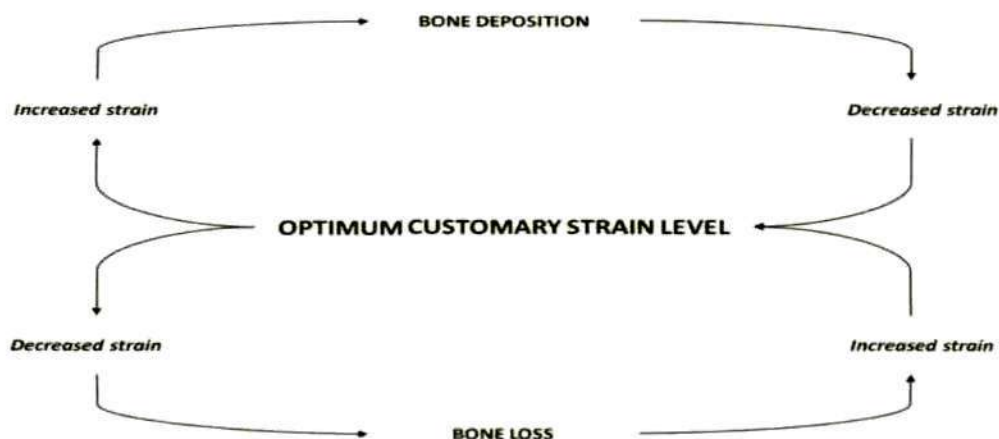 BONE DEPOSITION
Increased strain
Decreased strain
OPTIMUM CUSTOMARY STRAIN LEVEL
Decreased strain
Increased strain
BONE LOSS